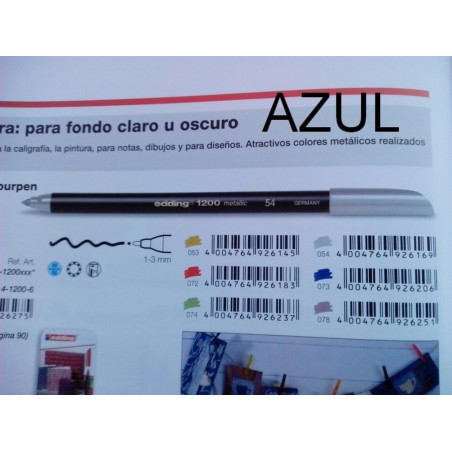 AZUL
ra: para fondo claro u oscuro
la caligrafía, la pintura, para notas, dibujos y para diseños. Atractivos colores metálicos realizados
ourpen
edding 1200 metallic 54 GERMANY
Ref. Art.
-1200xxx*
4-1200-6
26275
1-3 mm
053 4 004764 926145
054 4 004764 926169
072 4 004764 926183
073 4 004764 926206
074 4 004764 926237
078 4 004764 926251
gina 90)
edding